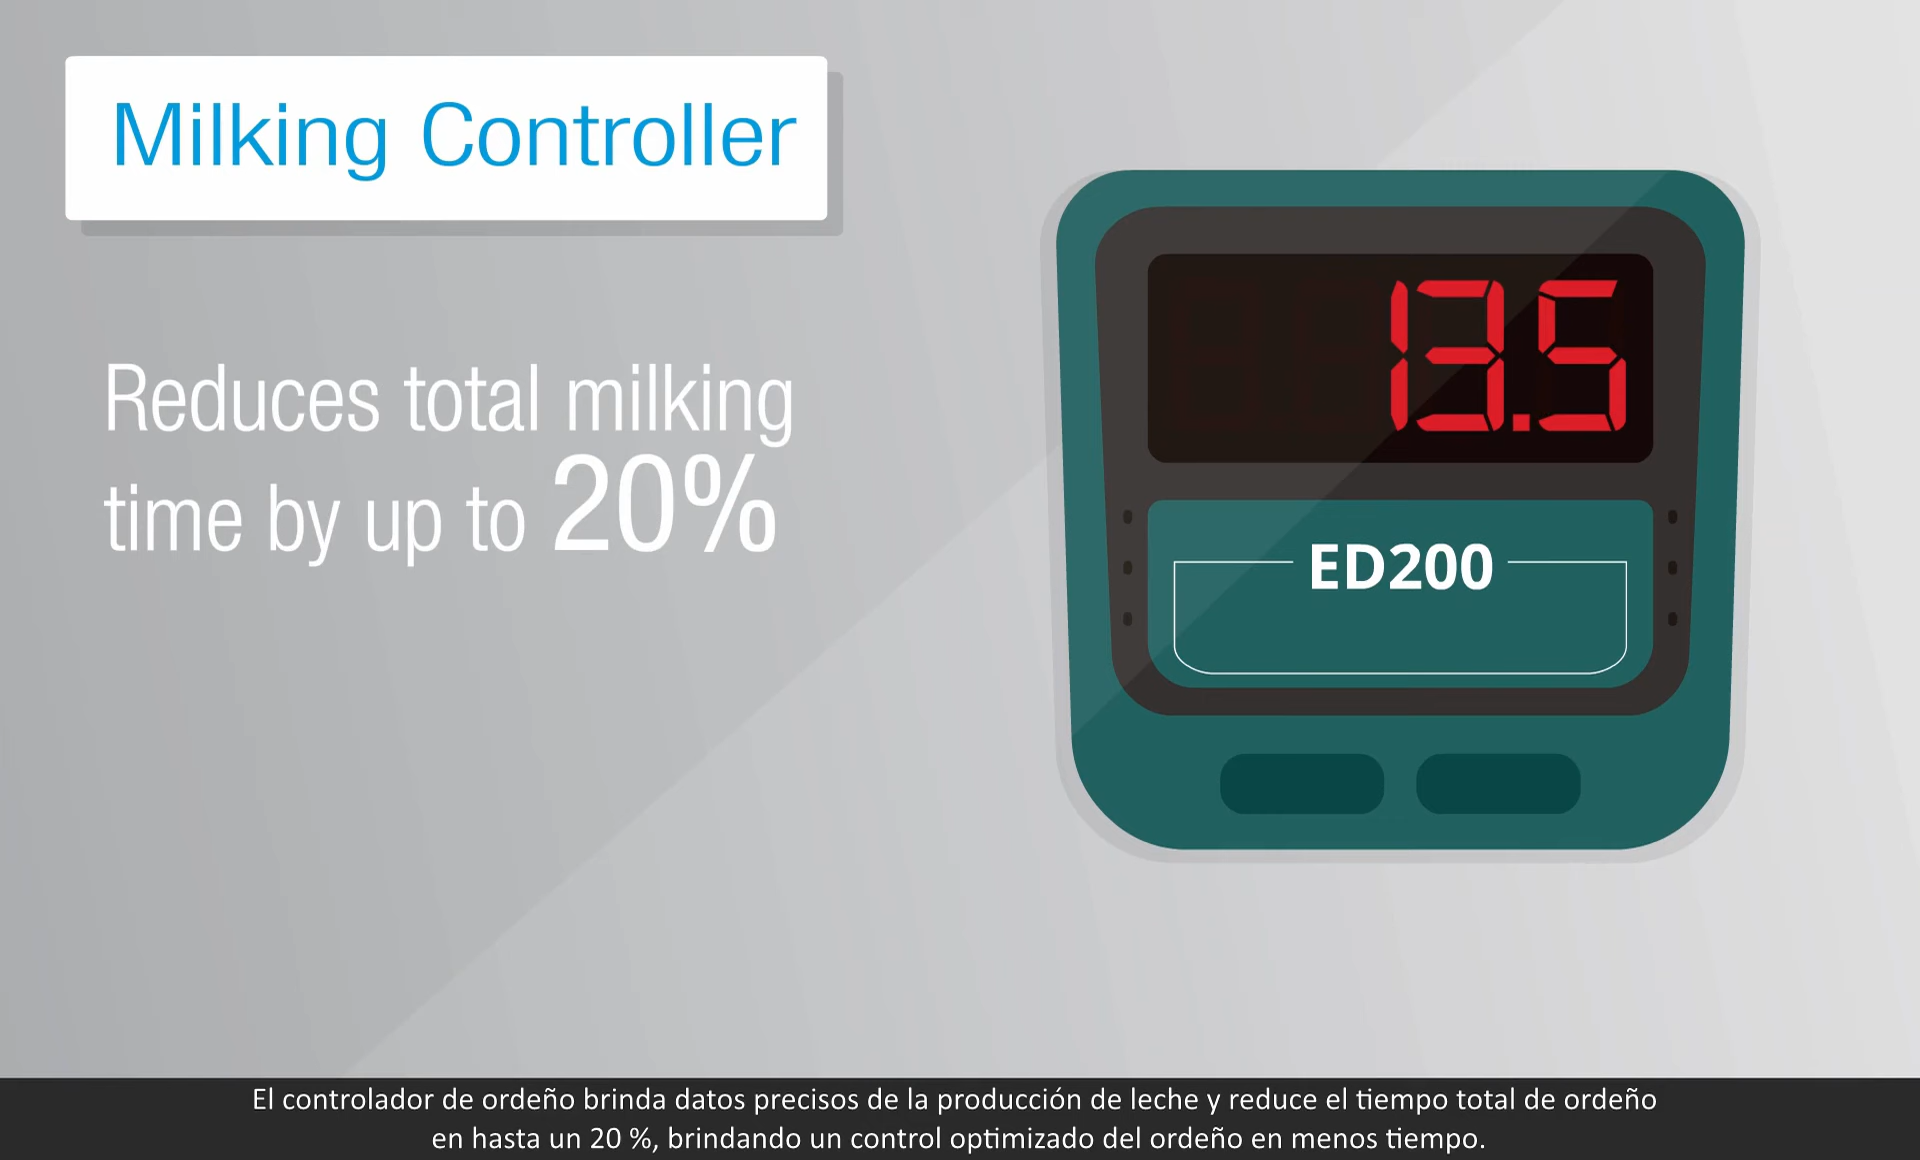 Milking Controller
Reduces total milking
time by up to 20%
13.5
ED200
El controlador de ordeño brinda datos precisos de la producción de leche y reduce el tiempo total de ordeño
en hasta un 20 %, brindando un control optimizado del ordeño en menos tiempo.